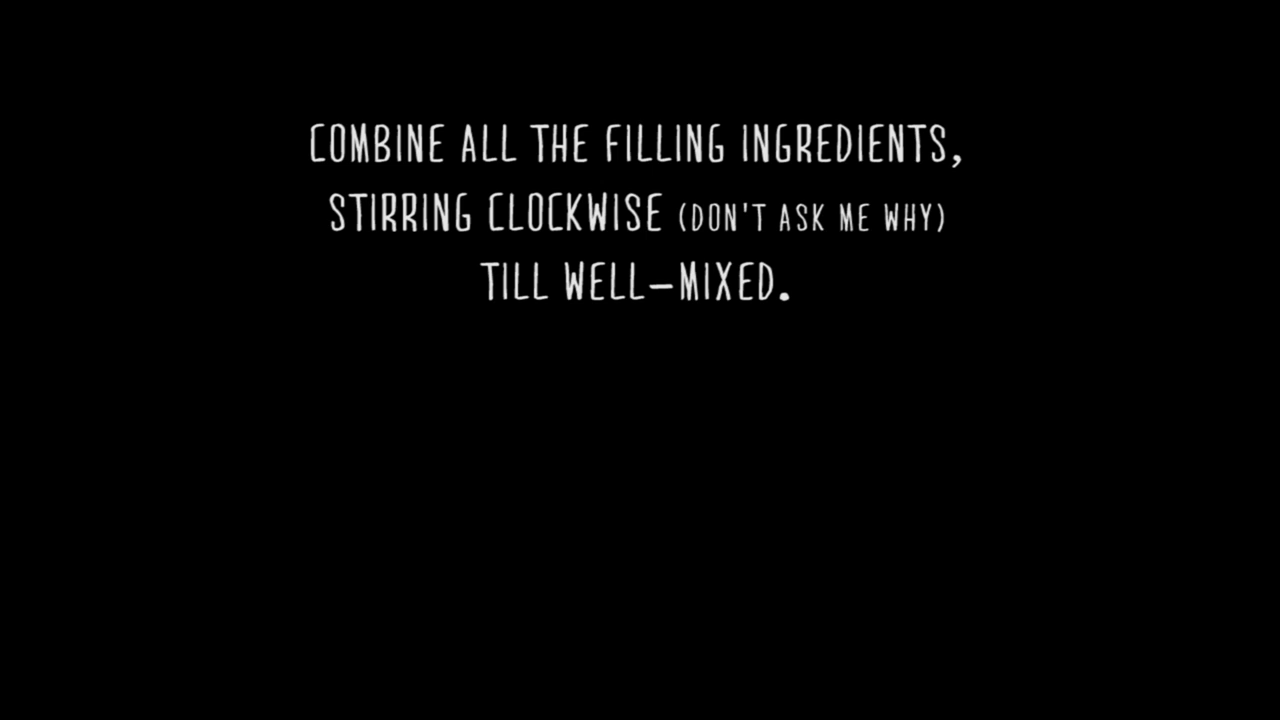 COMBINE ALL THE FILLING INGREDIENTS,
STIRRING CLOCKWISE (DON'T ASK ME WHY)
TILL WELL-MIXED.